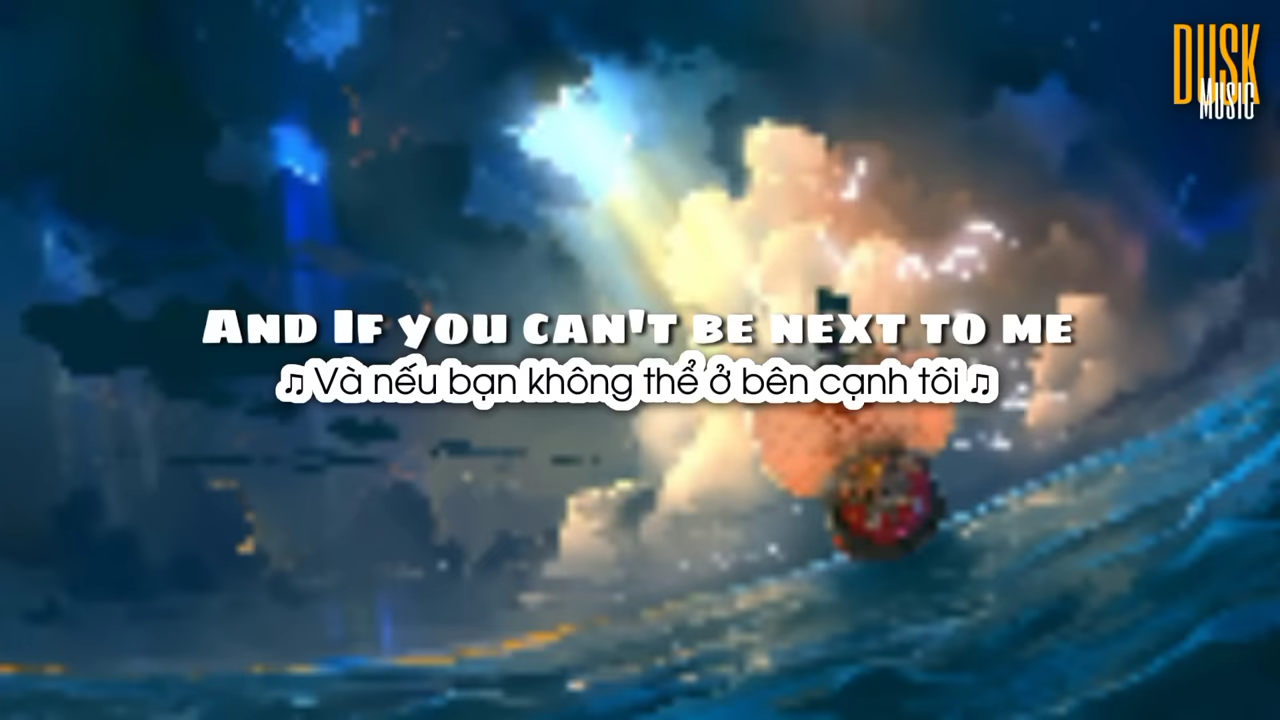 DUSK
MUSIC
AND IF YOU CAN'T BE NEXT TO ME
♫ Và nếu bạn không thể ở bên cạnh tôi ♫